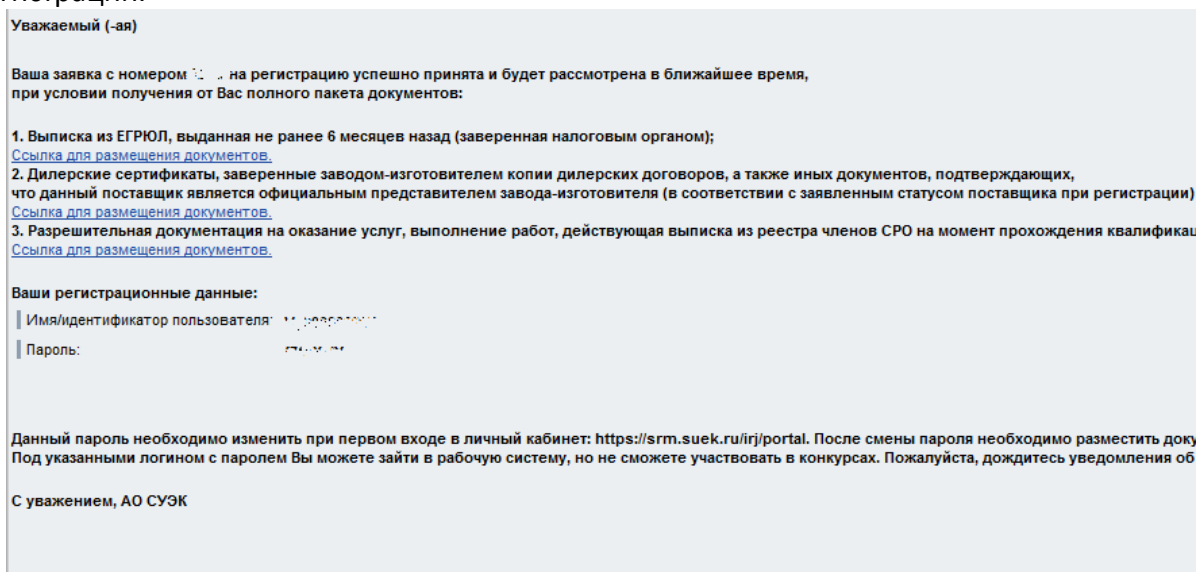 Уважаемый (-ая)
Ваша заявка с номером на регистрацию успешно принята и будет рассмотрена в ближайшее время,
при условии получения от Вас полного пакета документов:
1. Выписка из ЕГРЮЛ, выданная не ранее 6 месяцев назад (заверенная налоговым органом);
Ссылка для размещения документов.
2. Дилерские сертификаты, заверенные заводом-изготовителем копии дилерских договоров, а также иных документов, подтверждающих,
что данный поставщик является официальным представителем завода-изготовителя (в соответствии с заявленным статусом поставщика при регистрации)
Ссылка для размещения документов.
3. Разрешительная документация на оказание услуг, выполнение работ, действующая выписка из реестра членов СРО на момент прохождения квалификац
Ссылка для размещения документов.
Ваши регистрационные данные:
Имя/идентификатор пользователя:
Пароль:
Данный пароль необходимо изменить при первом входе в личный кабинет: https://srm.suek.ru/irj/portal. После смены пароля необходимо разместить доку
Под указанными логином с паролем Вы можете зайти в рабочую систему, но не сможете участвовать в конкурсах. Пожалуйста, дождитесь уведомления об
С уважением, АО СУЭК